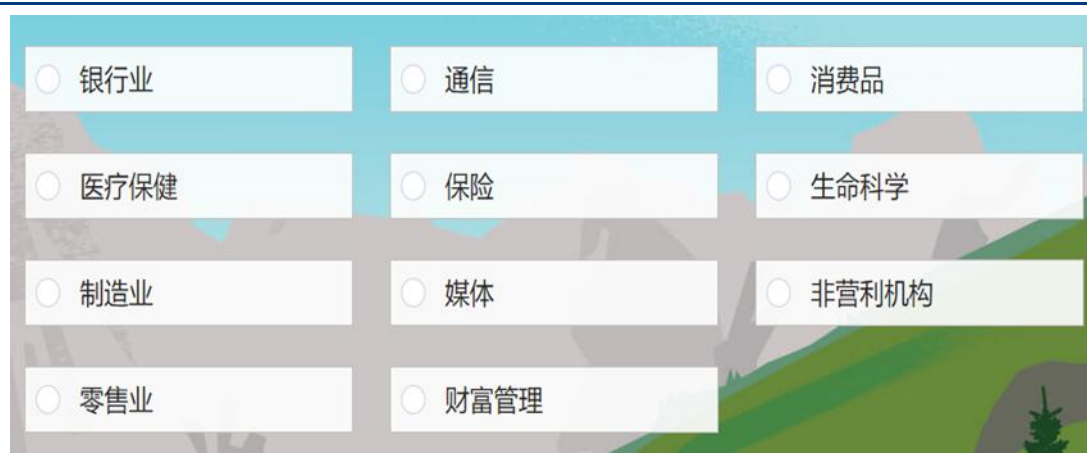 银行业 通信 消费品
医疗保健 保险 生命科学
制造业 媒体 非营利机构
零售业 财富管理